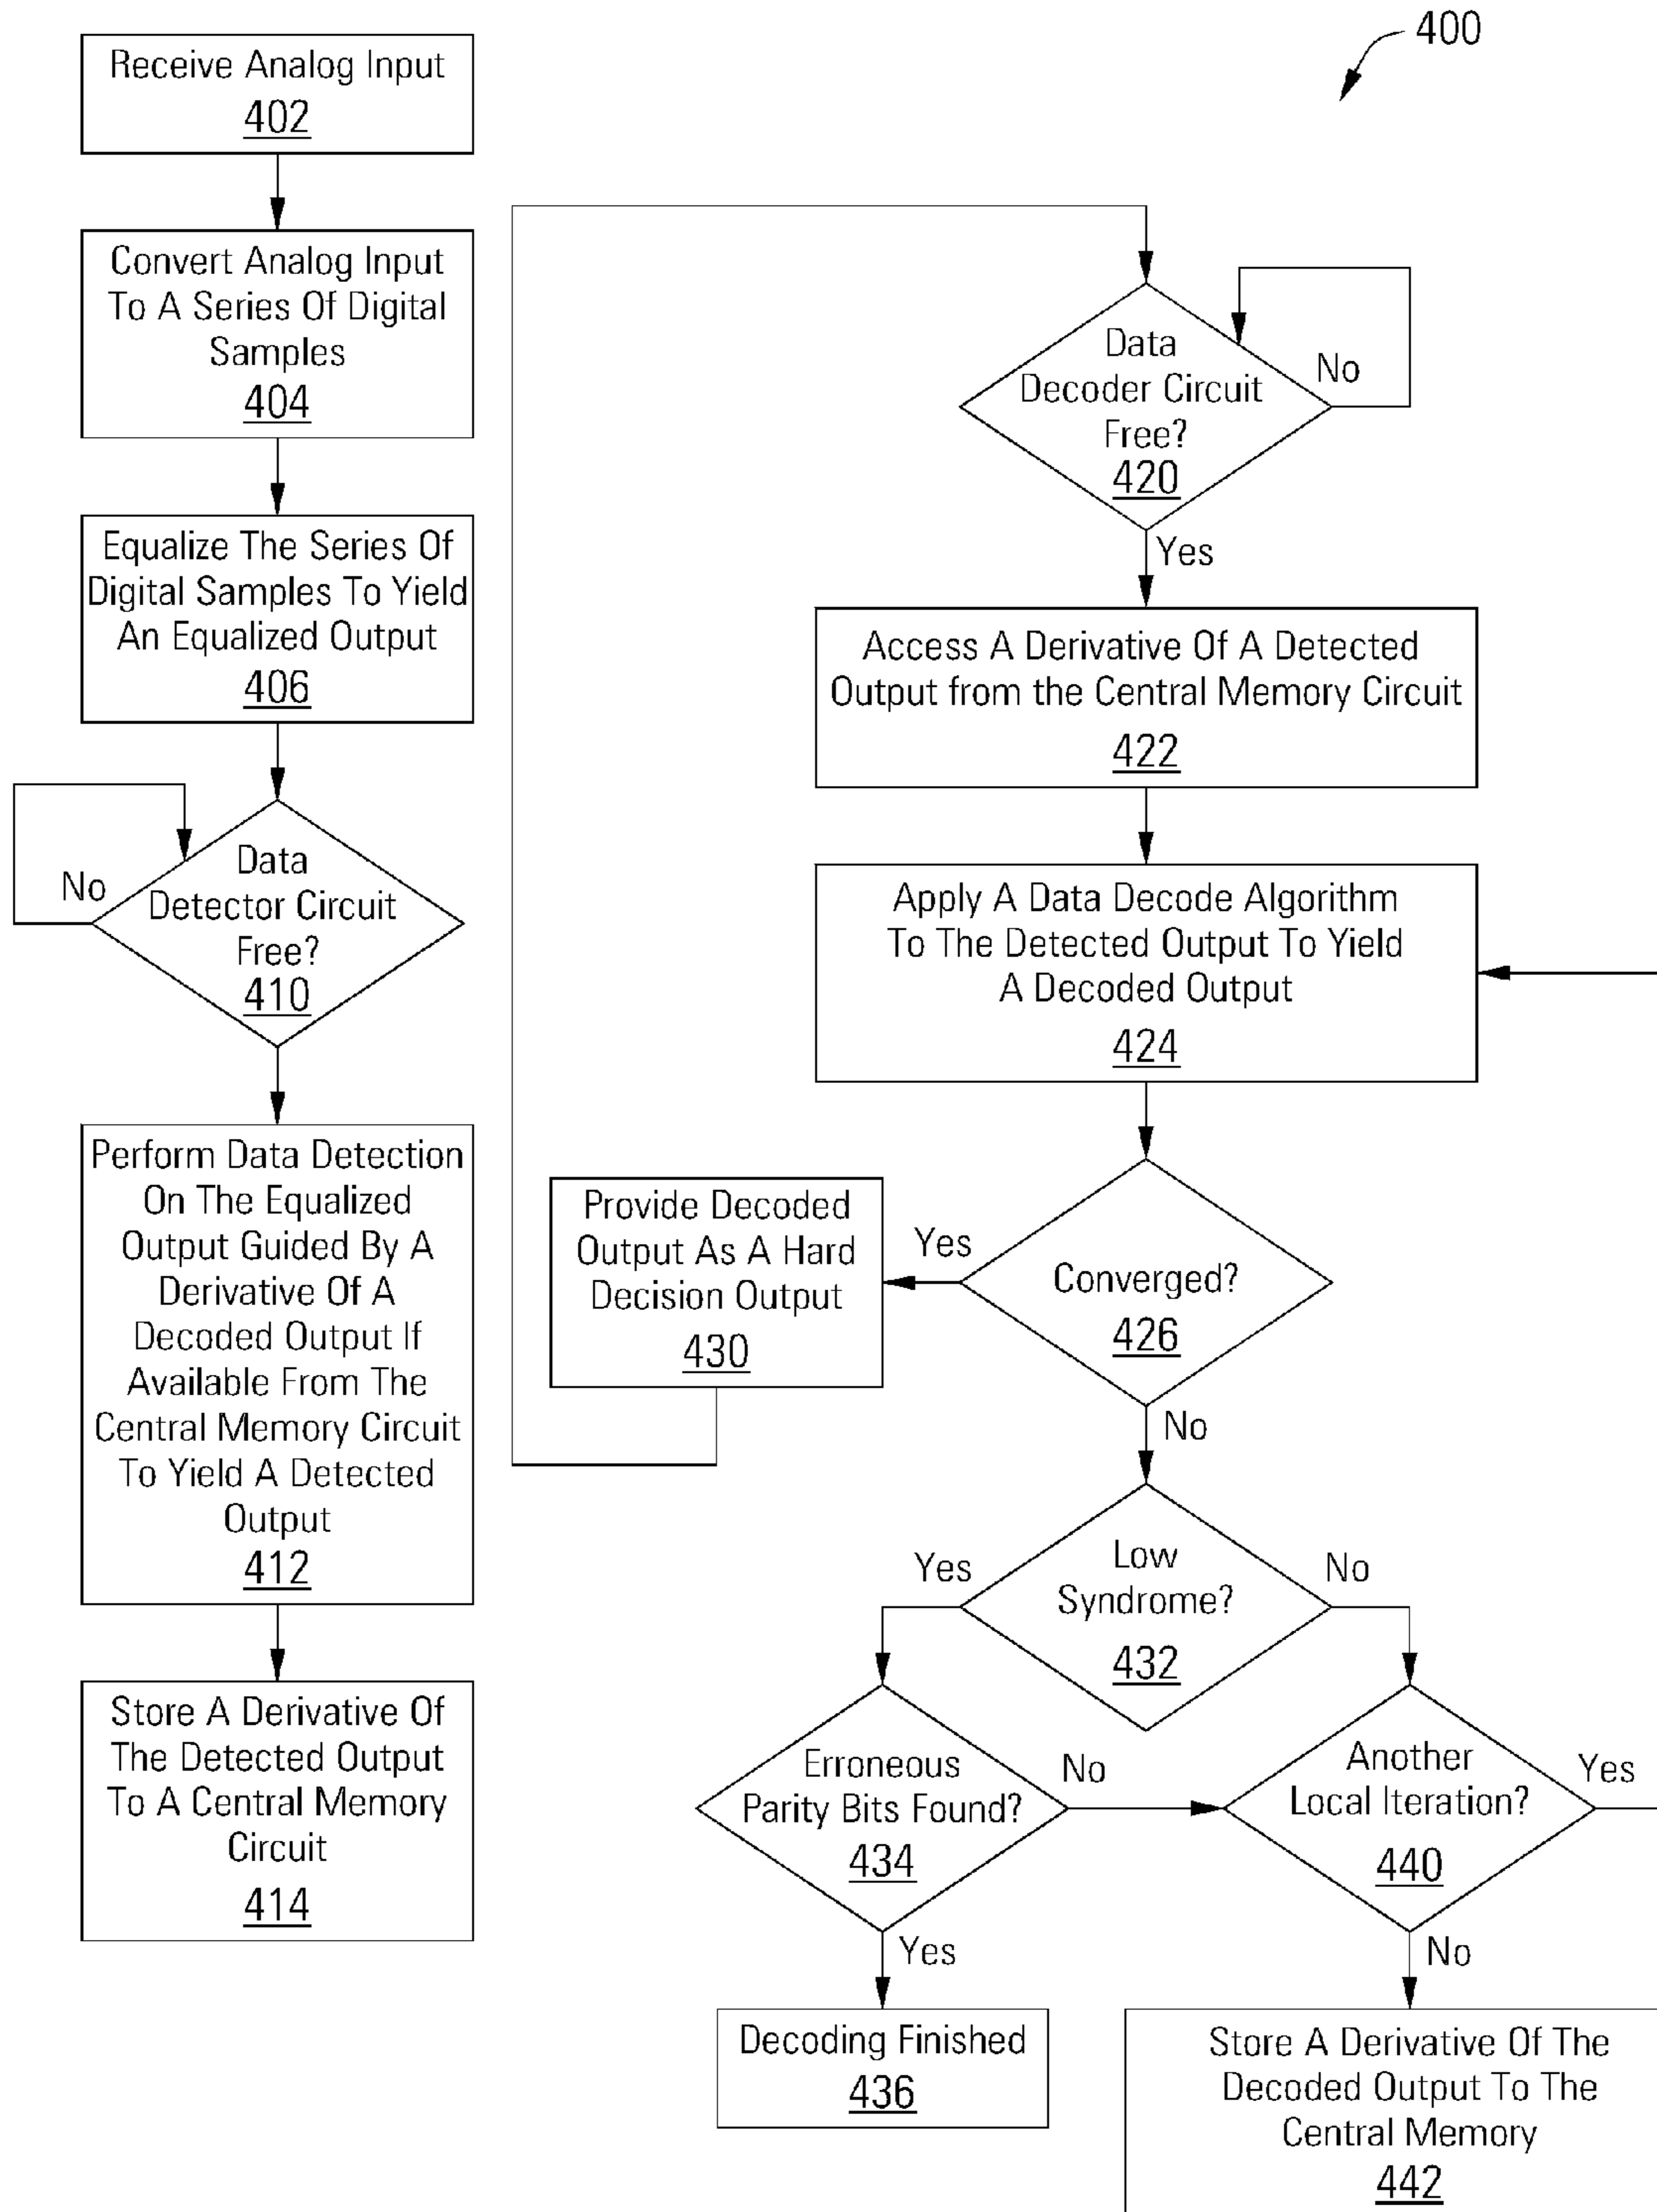 400
Receive Analog Input
402
Convert Analog Input
To A Series Of Digital
Samples
404
Equalize The Series Of
Digital Samples To Yield
An Equalized Output
406
No
Data
Detector Circuit
Free?
410
Perform Data Detection
On The Equalized
Output Guided By A
Derivative Of A
Decoded Output If
Available From The
Central Memory Circuit
To Yield A Detected
Output
412
Store A Derivative Of
The Detected Output
To A Central Memory
Circuit
414
Data
Decoder Circuit
Free?
420
No
Yes
Access A Derivative Of A Detected
Output from the Central Memory Circuit
422
Apply A Data Decode Algorithm
To The Detected Output To Yield
A Decoded Output
424
Converged?
426
Yes
Provide Decoded
Output As A Hard
Decision Output
430
No
Low
Syndrome?
432
Yes
No
Erroneous
Parity Bits Found?
434
No
Yes
Another
Local Iteration?
440
Yes
No
Decoding Finished
436
Store A Derivative Of The
Decoded Output To The
Central Memory
442